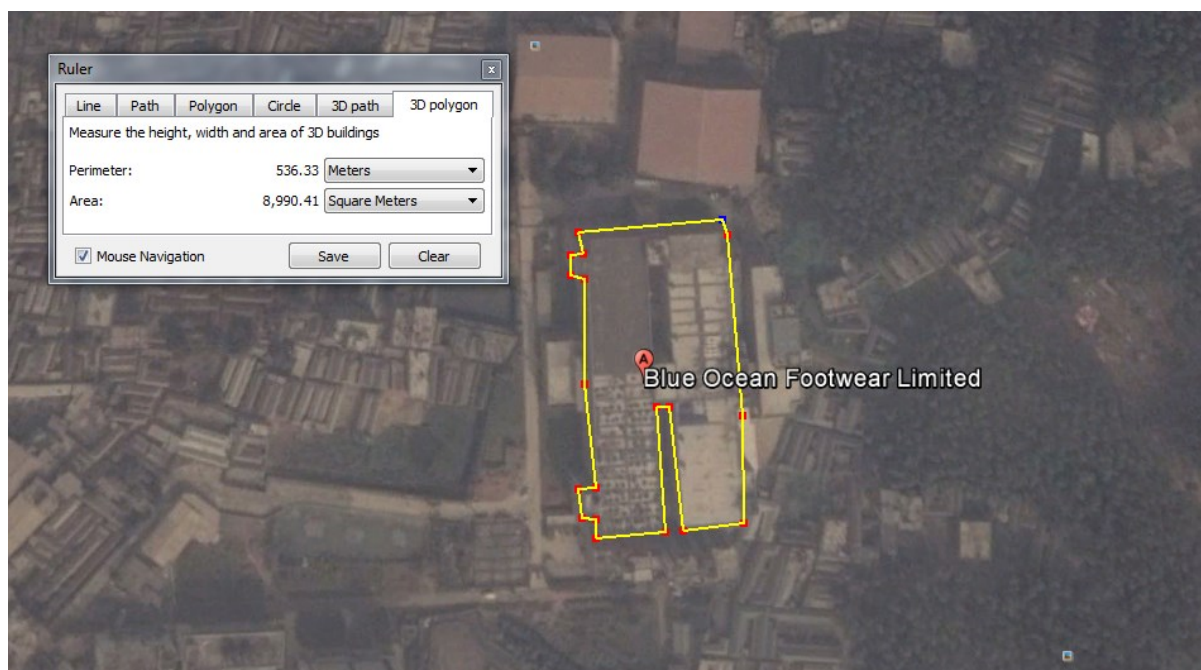 Ruler
x
Line Path Polygon Circle 3D path 3D polygon
Measure the height, width and area of 3D buildings
Perimeter: 536.33 Meters
Area: 8,990.41 Square Meters
Mouse Navigation Save Clear
A
Blue Ocean Footwear Limited